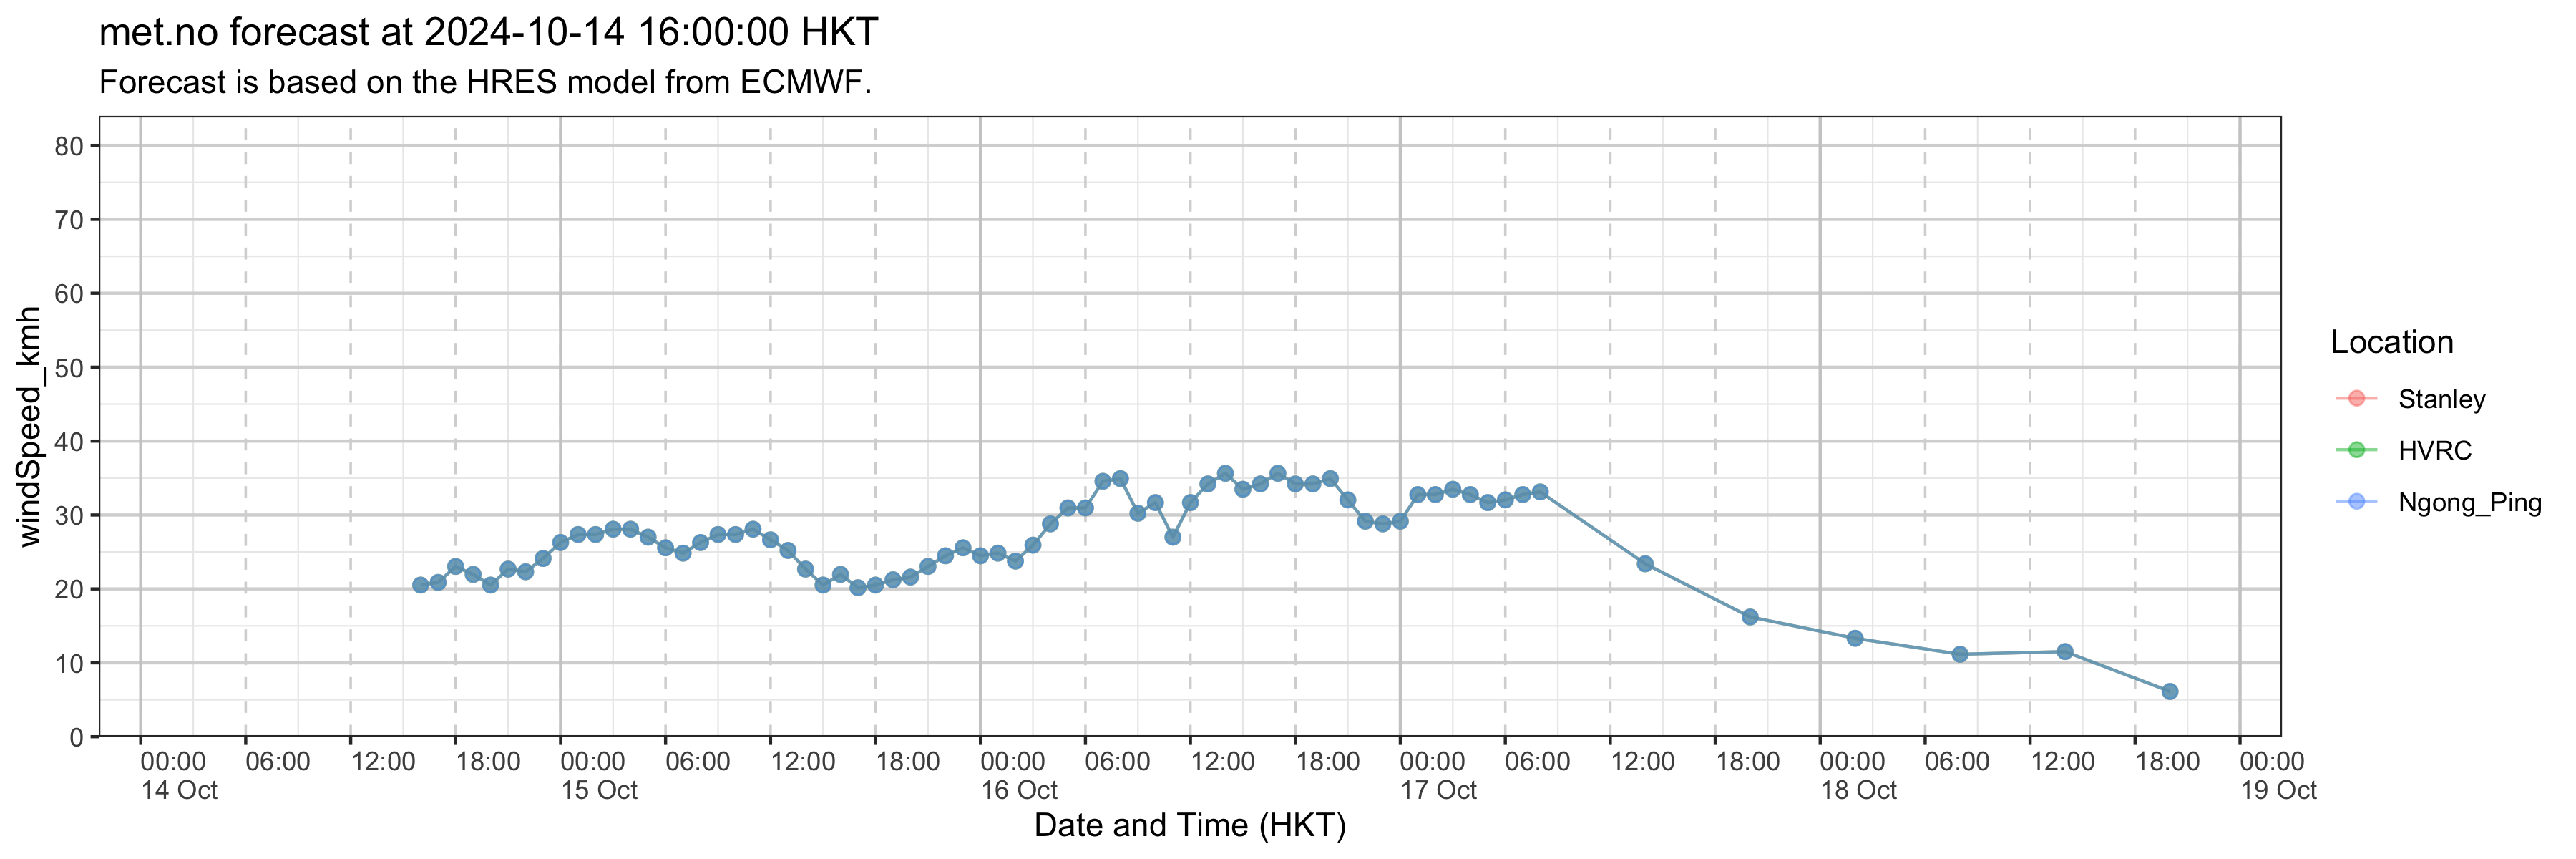 met.no forecast at 2024-10-14 16:00:00 HKT
Forecast is based on the HRES model from ECMWF.
windSpeed_kmh
80
70
60
50
40
30
20
10
0
00:00 06:00 12:00 18:00 00:00 06:00 12:00 18:00 00:00 06:00 12:00 18:00 00:00 06:00 12:00 18:00 00:00 06:00 12:00 18:00 00:00
14 Oct 15 Oct 16 Oct 17 Oct 18 Oct 19 Oct
Date and Time (HKT)
Location
Stanley
HVRC
Ngong_Ping